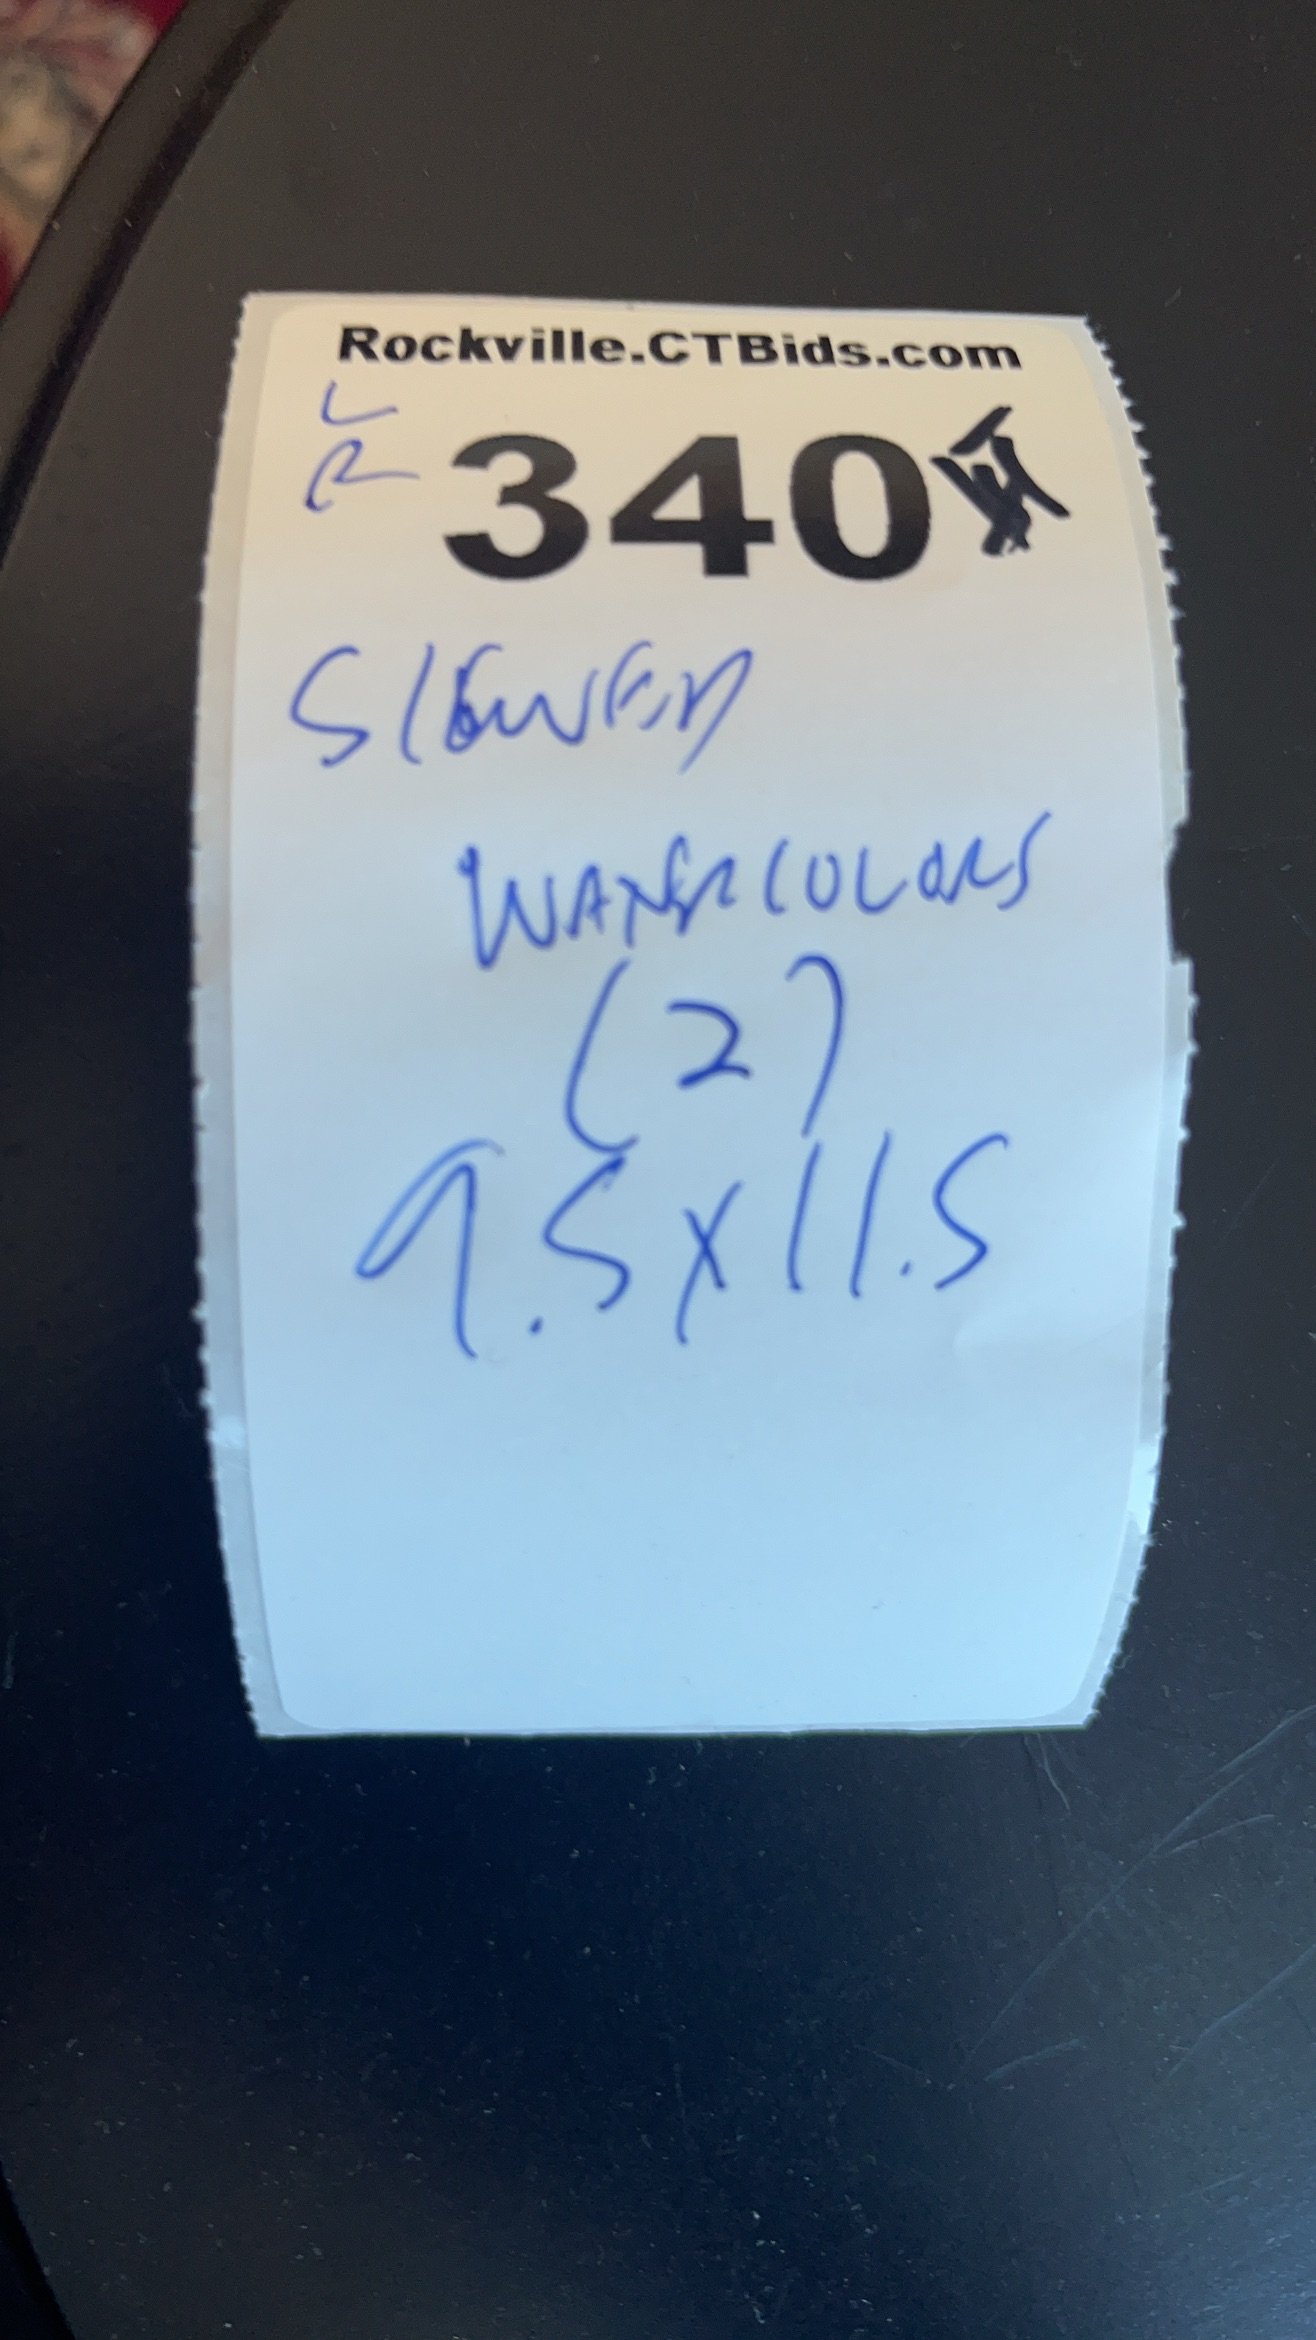 Rockville.CTBids.com
L
R
340
SIGNED
WATERCOLORS
(2)
9.5x11.5